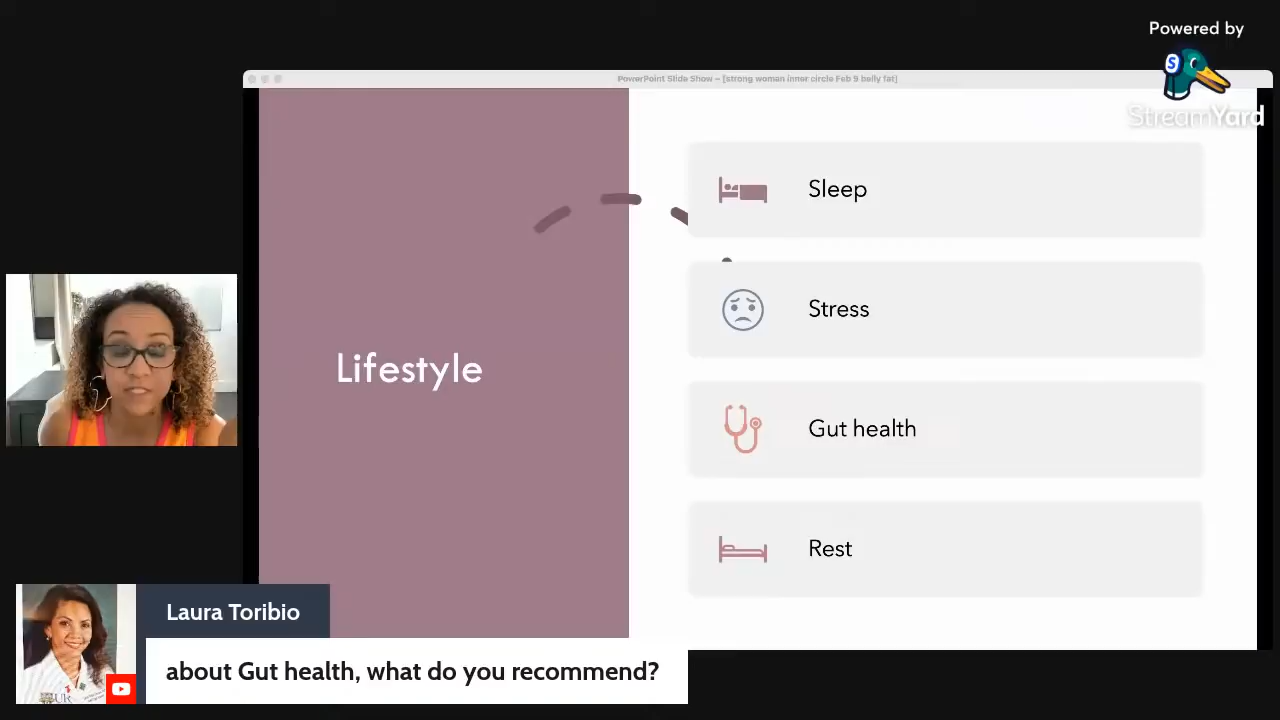 Powered by
StreamYard
PowerPoint Slide Show - [strong woman inner circle Feb 9 belly fat]
Sleep
Stress
Lifestyle
Gut health
Rest
Laura Toribio
about Gut health, what do you recommend?